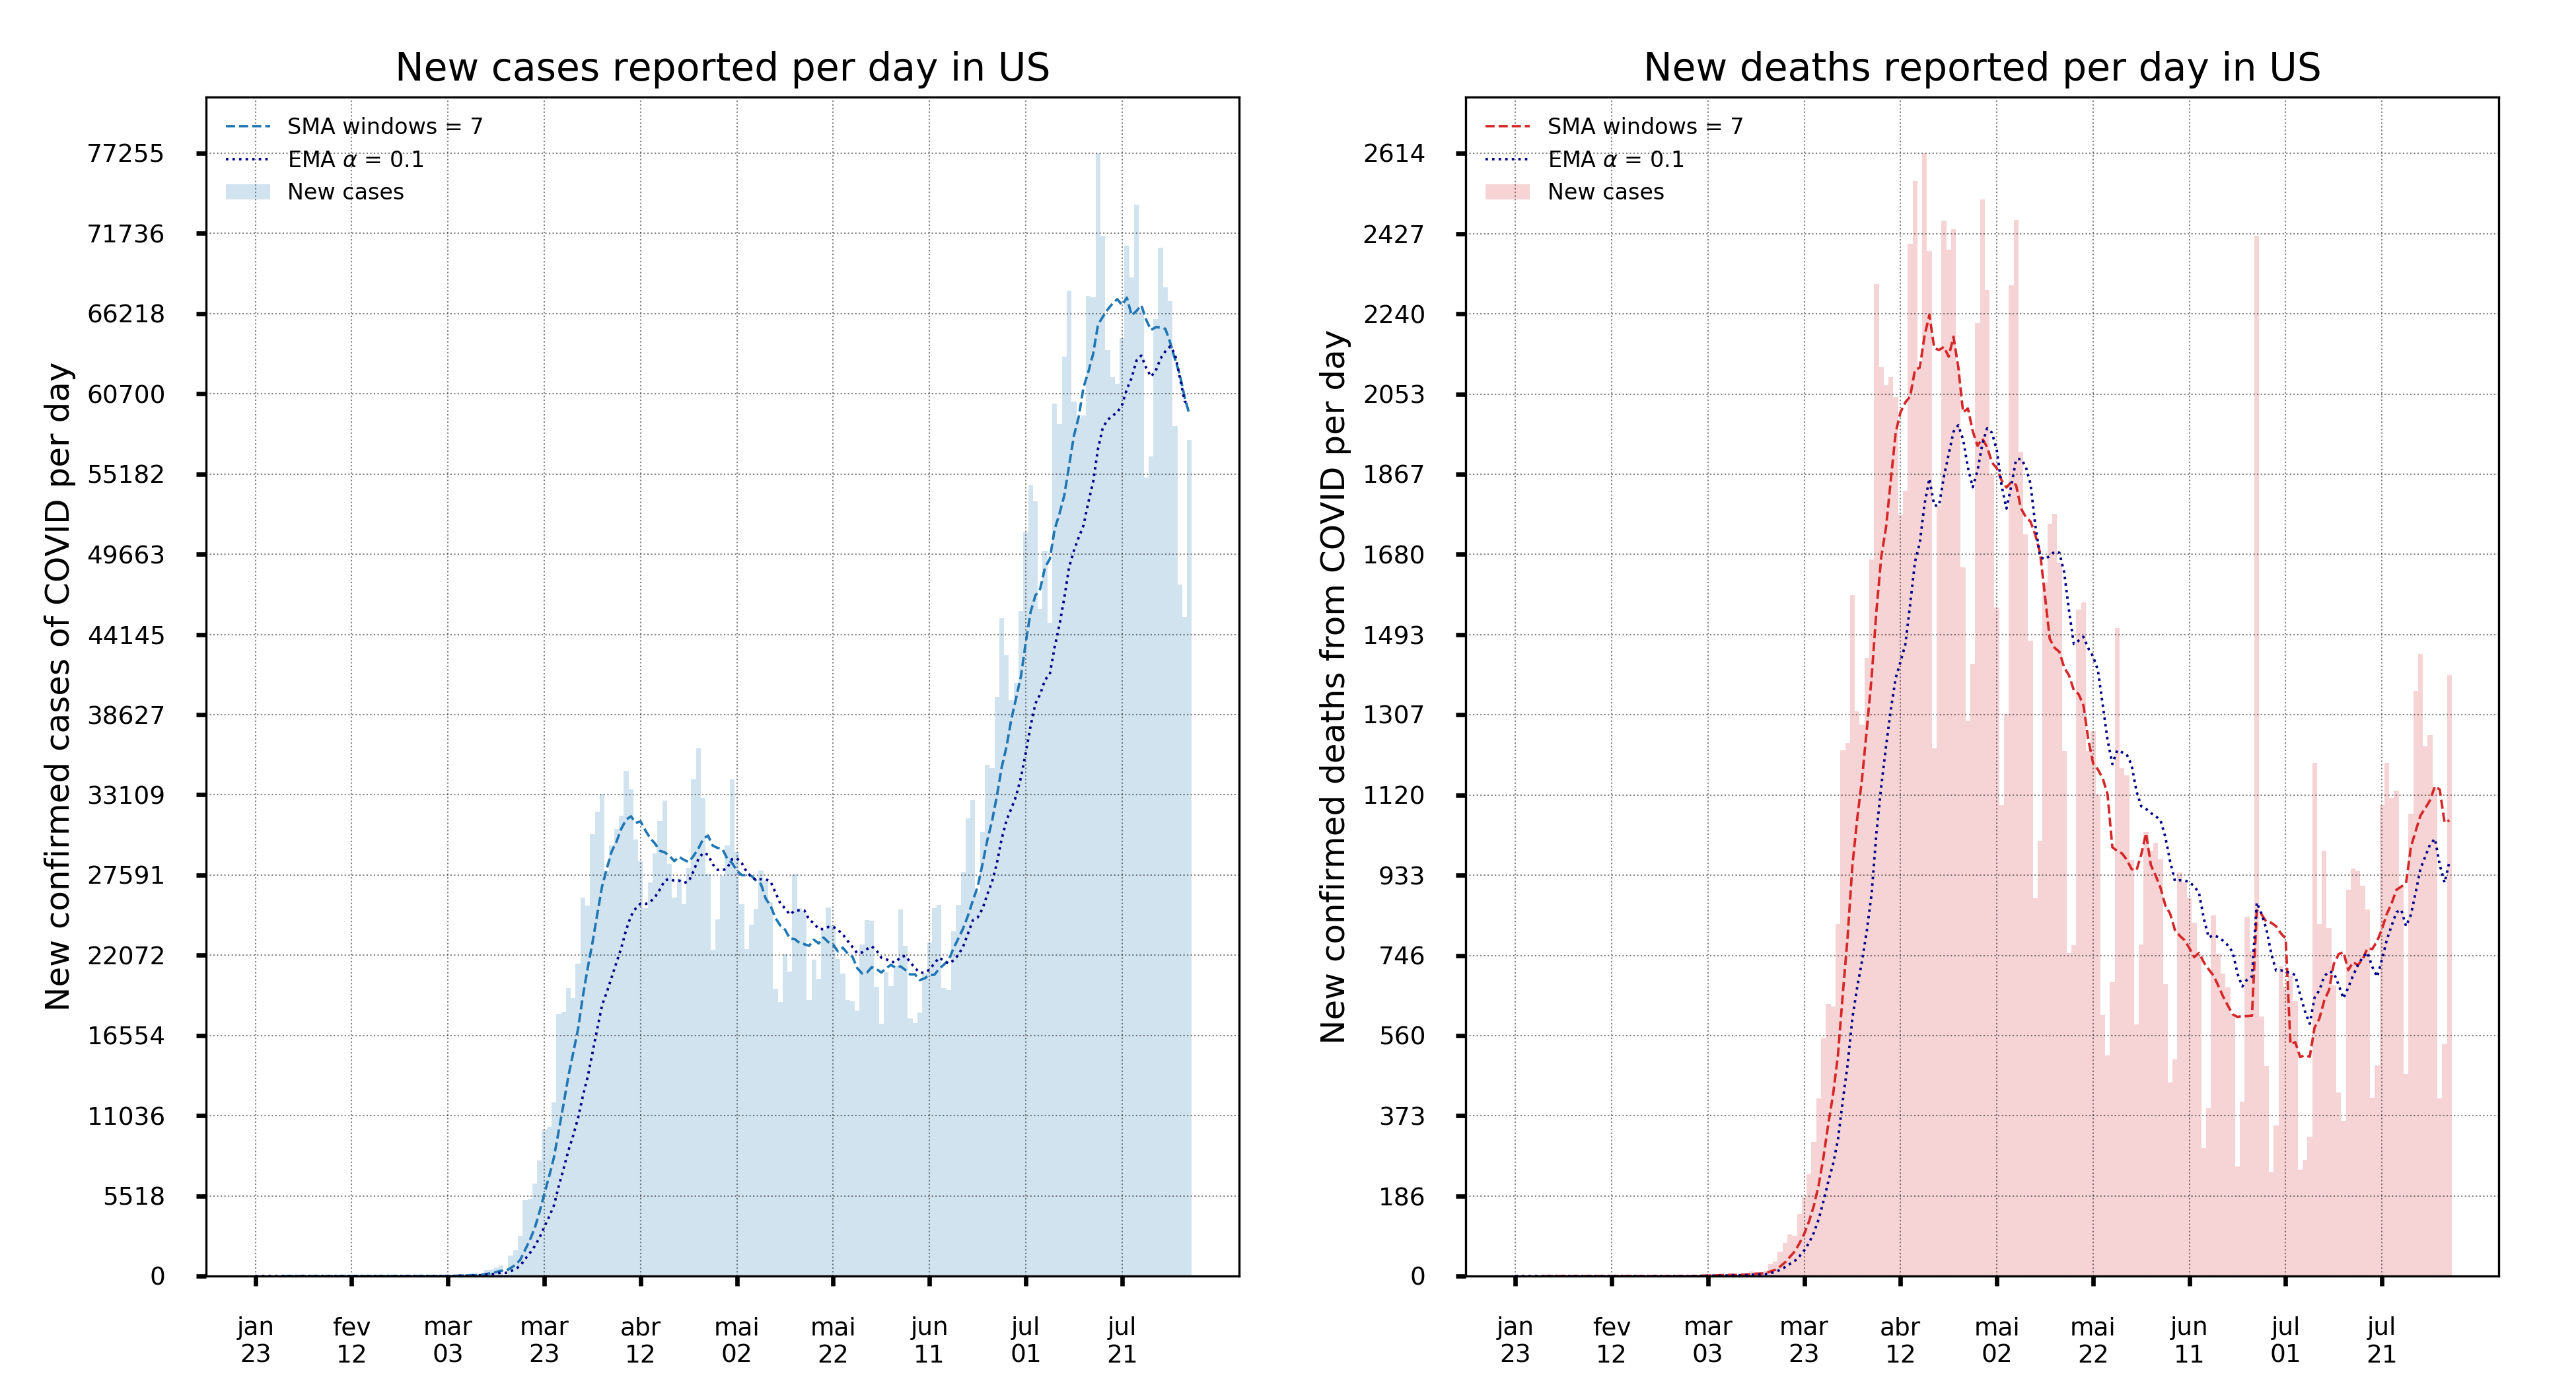 New cases reported per day in US
SMA windows = 7
EMA α = 0.1
New cases
New confirmed cases of COVID per day
77255
71736
66218
60700
55182
49663
44145
38627
33109
27591
22072
16554
11036
5518
0
jan fev mar mar abr mai mai jun jul jul
23 12 03 23 12 02 22 11 01 21
New deaths reported per day in US
SMA windows = 7
EMA α = 0.1
New cases
New confirmed deaths from COVID per day
2614
2427
2240
2053
1867
1680
1493
1307
1120
933
746
560
373
186
0
jan fev mar mar abr mai mai jun jul jul
23 12 03 23 12 02 22 11 01 21